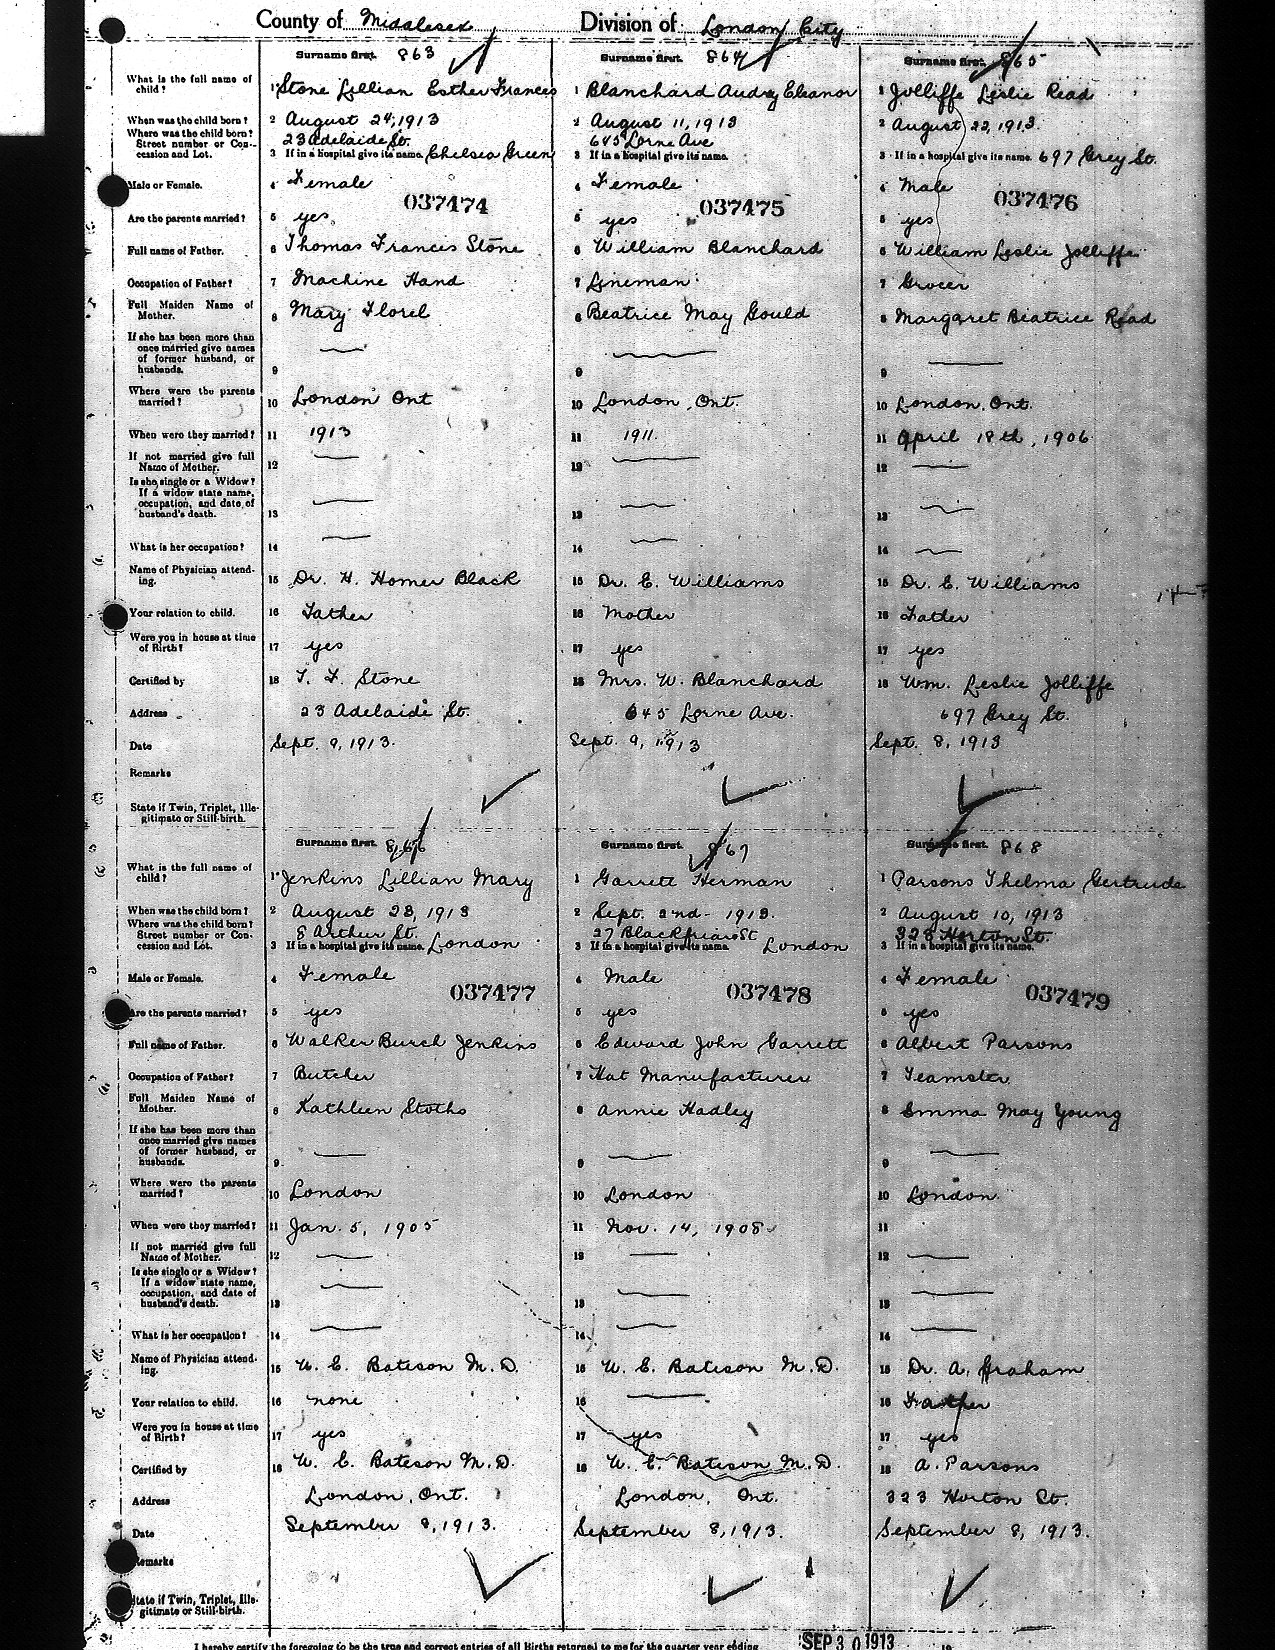 County of Middlesex Division of London City
Surname first. 863 Surname first. 864 Surname first. 865
What is the full name of child? 1 Stone Lillian Esther Frances 1 Blanchard Audrey Eleanor 1 Jolliffe Leslie Read
When was the child born? 2 August 24, 1913 2 August 11, 1913 2 August 22, 1913.
Where was the child born? 23 Adelaide St. 645 Lorne Ave
Street number or Concession and Lot. 3 If in a hospital give its name. Chelsea Green 3 If in a hospital give its name. 3 If in a hospital give its name. 697 Grey St.
Male or Female. 4 Female 4 Female 4 Male
037474 037475 037476
Are the parents married? 5 yes. 5 yes 5 yes
Full name of Father. 6 Thomas Francis Stone 6 William Blanchard 6 William Leslie Jolliffe
Occupation of Father? 7 Machine Hand 7 Lineman 7 Grocer
Full Maiden Name of Mother. 8 Mary Florel 8 Beatrice May Gould 8 Margaret Beatrice Read
If she has been more than once married give names of former husband, or husbands. 9 9 9
Where were the parents married? 10 London Ont 10 London, Ont. 10 London, Ont.
When were they married? 11 1913 11 1911. 11 April 18th, 1906
If not married give full Name of Mother. 12 12 12
Is she single or a Widow? If a widow state name, occupation, and date of husband's death. 13 13 13
What is her occupation? 14 14 14
Name of Physician attending. 15 Dr. H. Homer Black 15 Dr. E. Williams 15 Dr. E. Williams
Your relation to child. 16 Father 16 Mother 16 Father
Were you in house at time of Birth? 17 yes 17 yes 17 yes
Certified by 18 T. F. Stone 18 Mrs. W. Blanchard 18 Wm. Leslie Jolliffe
Address 23 Adelaide St. 645 Lorne Ave. 697 Grey St.
Date Sept. 9, 1913. Sept. 9, 1913 Sept. 8, 1913
Remarks
State if Twin, Triplet, Illegitimate or Still-birth.
Surname first. 866 Surname first. 867 Surname first. 868
What is the full name of child? 1 Jenkins Lillian Mary 1 Garrett Herman 1 Parsons Thelma Gertrude
When was the child born? 2 August 23, 1913 2 Sept. 2nd - 1913. 2 August 10, 1913
Where was the child born? 8 Arthur St. 27 Blackfriars St 323 Horton St.
Street number or Concession and Lot. 3 If in a hospital give its name. London 3 If in a hospital give its name London 3 If in a hospital give its name.
Male or Female. 4 Female 4 Male 4 Female
037477 037478 037479
Are the parents married? 5 yes 5 yes 5 yes
Full name of Father. 6 Walker Burch Jenkins 6 Edward John Garrett 6 Albert Parsons
Occupation of Father? 7 Butcher 7 Hat Manufacturer 7 Teamster
Full Maiden Name of Mother. 8 Kathleen Stoths 8 Annie Hadley 8 Emma May Young
If she has been more than once married give names of former husband, or husbands. 9. 9 9
Where were the parents married? 10 London 10 London 10 London.
When were they married? 11 Jan. 5, 1905 11 Nov. 14, 1908 11
If not married give full Name of Mother. 12 12 12
Is she single or a Widow? If a widow state name, occupation, and date of husband's death. 13 13 13
What is her occupation? 14 14 14
Name of Physician attending. 15 W. E. Bateson M.D. 15 W. E. Bateson M.D. 15 Dr. A. Graham
Your relation to child. 16 none 16 16 Father
Were you in house at time of Birth? 17 yes 17 yes 17 yes
Certified by 18 W. E. Bateson M.D. 18 W. E. Bateson M.D. 18 A. Parsons
Address London, Ont. London, Ont. 323 Horton St.
Date September 8, 1913. September 8, 1913. September 8, 1913.
Remarks
State if Twin, Triplet, Illegitimate or Still-birth.
I hereby certify the foregoing to be the true and correct entries of all Births returned to me for the quarter year ending SEP 30 1913 19